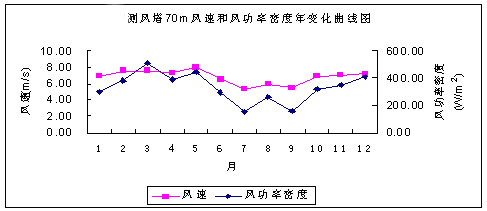 测风塔70m风速和风功率密度年变化曲线图
风速(m/s)
10.00
8.00
6.00
4.00
2.00
0.00
600.00
400.00
200.00
0.00
风功率密度
(W/m²)
1 2 3 4 5 6 7 8 9 10 11 12
月
风速 风功率密度